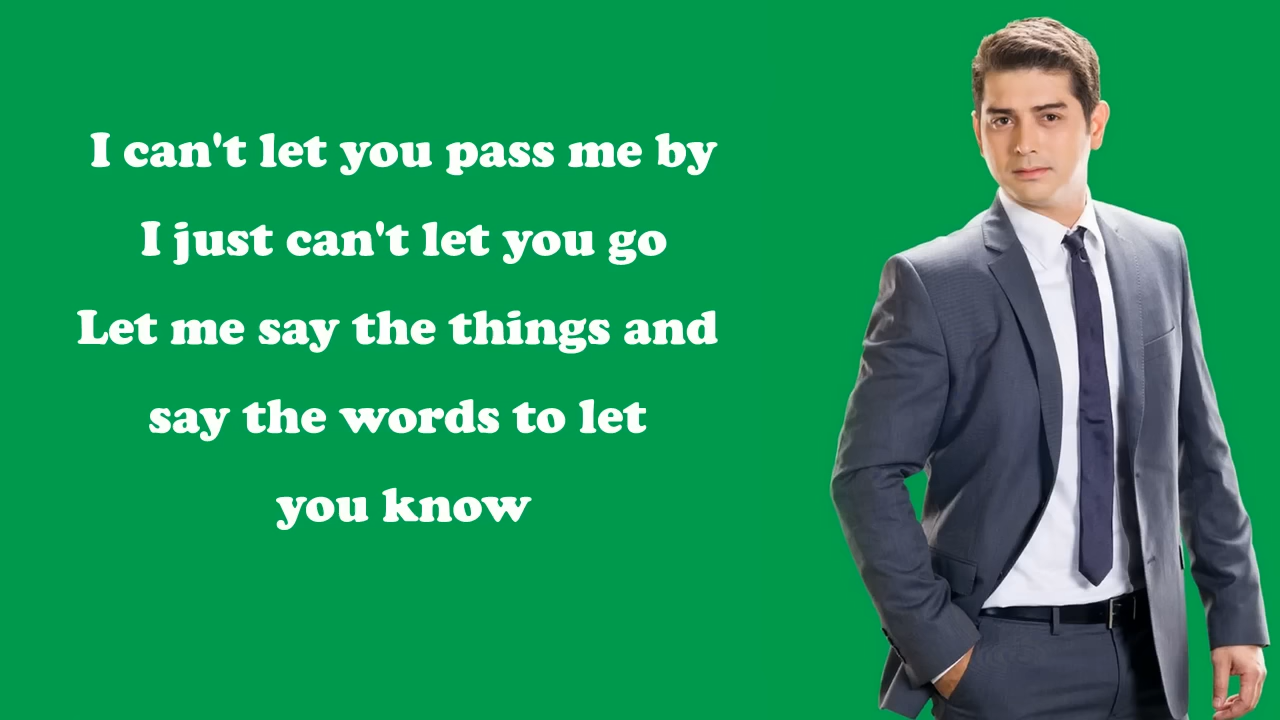 I can't let you pass me by
I just can't let you go
Let me say the things and
say the words to let
you know